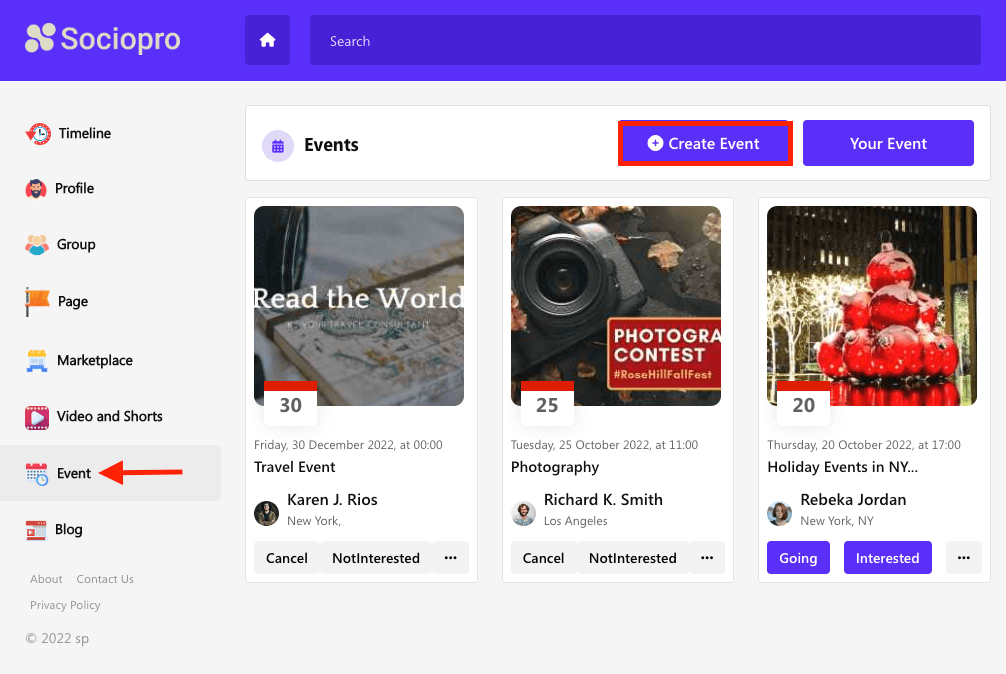 Sociopro
Search
Timeline
Profile
Group
Page
Marketplace
Video and Shorts
Event
Blog
About Contact Us
Privacy Policy
© 2022 sp
Events
Create Event
Your Event
Read the World
YOUR TRAVEL CONSULTANT
30
Friday, 30 December 2022, at 00:00
Travel Event
Karen J. Rios
New York,
Cancel NotInterested ...
PHOTOGRA
CONTEST
#RoseHillFallFest
25
Tuesday, 25 October 2022, at 11:00
Photography
Richard K. Smith
Los Angeles
Cancel NotInterested ...
20
Thursday, 20 October 2022, at 17:00
Holiday Events in NY...
Rebeka Jordan
New York, NY
Going Interested ...